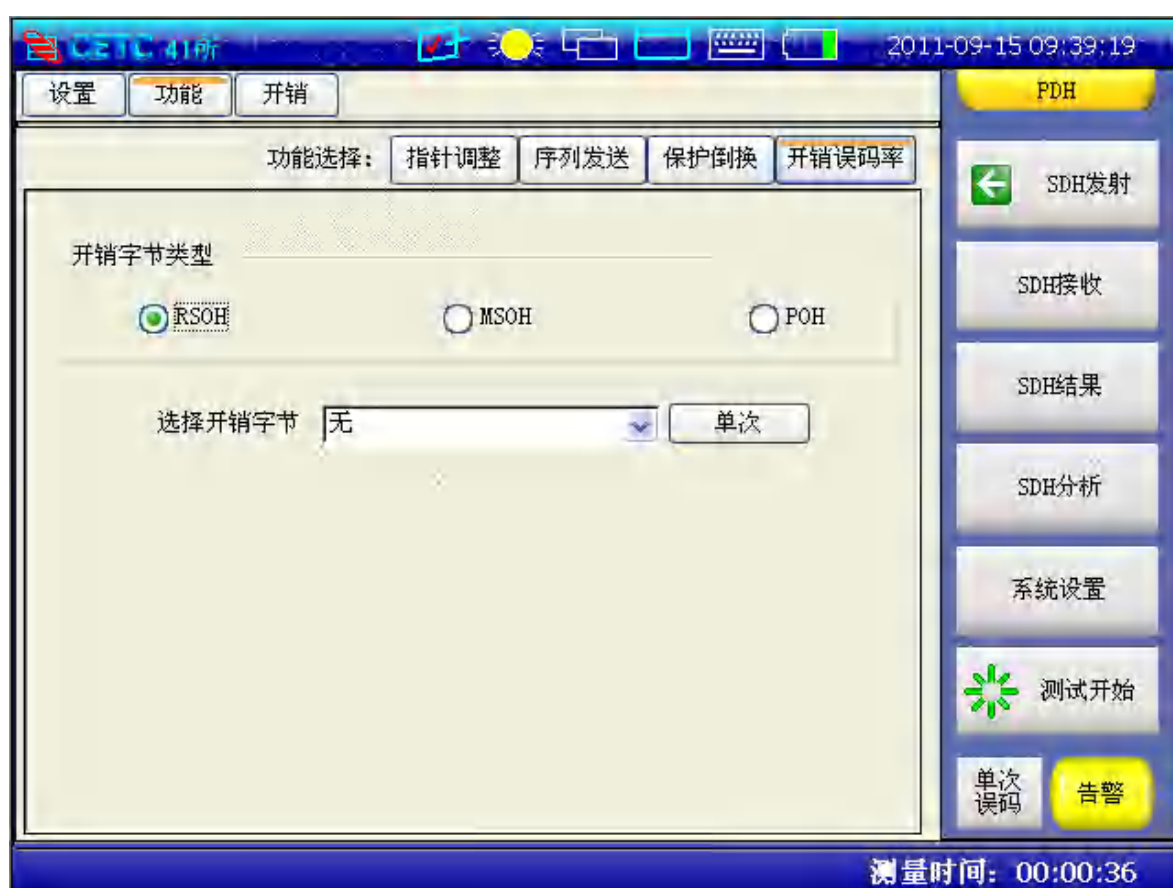 CETC 41所
2011-09-15 09:39:19
设置 功能 开销
PDH
功能选择: 指针调整 序列发送 保护倒换 开销误码率
SDH发射
开销字节类型
RSOH MSOH POH
SDH接收
选择开销字节 无 单次
SDH结果
SDH分析
系统设置
测试开始
单次
误码
告警
测量时间: 00:00:36